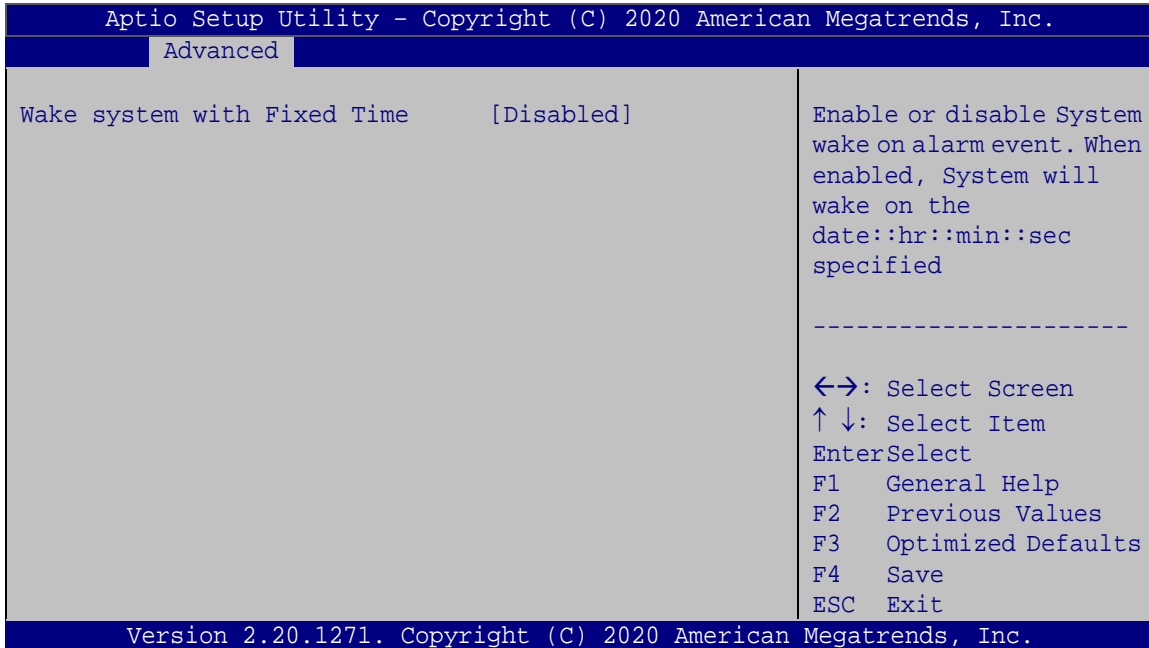 Aptio Setup Utility – Copyright (C) 2020 American Megatrends, Inc.
Advanced
Wake system with Fixed Time [Disabled]
Enable or disable System
wake on alarm event. When
enabled, System will
wake on the
date::hr::min::sec
specified
----------------------
←→: Select Screen
↑ ↓: Select Item
EnterSelect
F1 General Help
F2 Previous Values
F3 Optimized Defaults
F4 Save
ESC Exit
Version 2.20.1271. Copyright (C) 2020 American Megatrends, Inc.